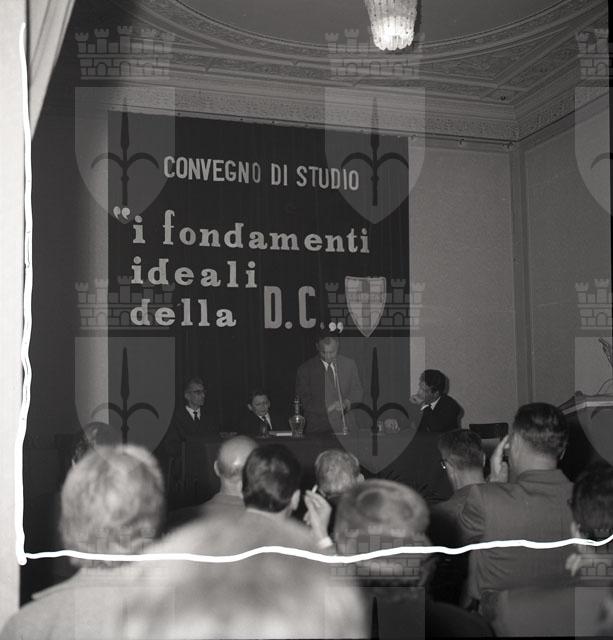 CONVEGNO DI STUDIO
“i fondamenti
ideali
della D.C.„